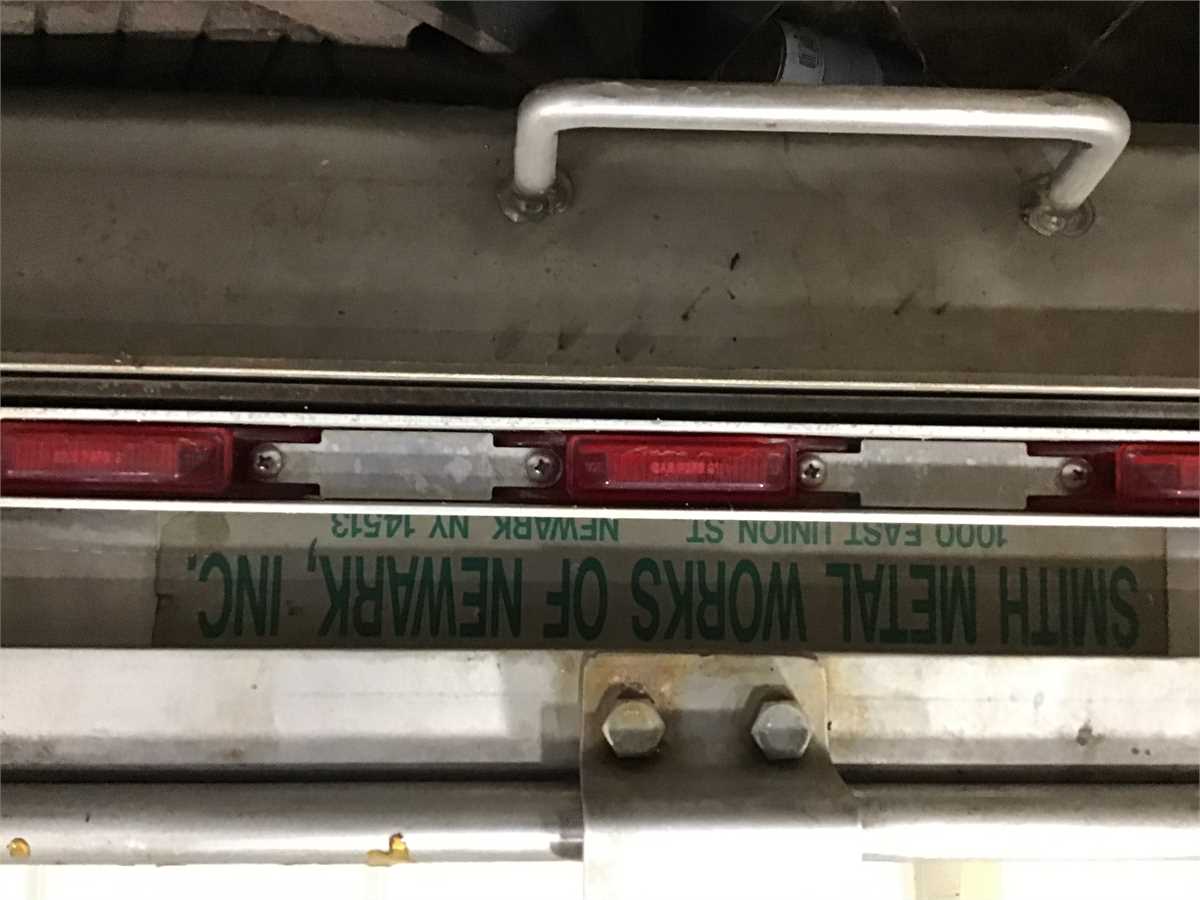 SMITH METAL WORKS OF NEWARK, INC.
1000 EAST UNION ST NEWARK NY 14513